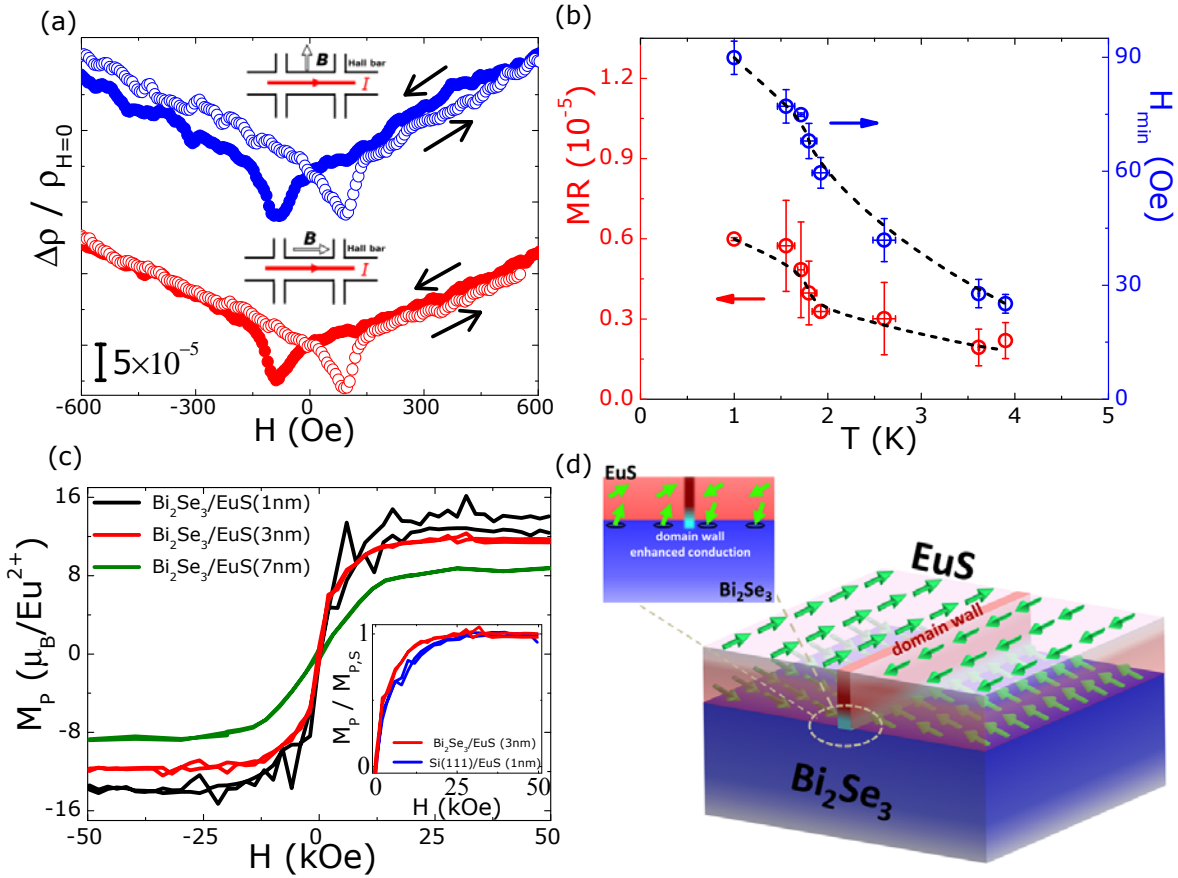 (a)
Δρ / ρH=0
B
Hall bar
I
B
Hall bar
I
5×10-5
-600
-300
0
300
600
H (Oe)
(b)
MR (10-5)
1.2
0.9
0.6
0.3
0.0
90
60
30
0
Hmin (Oe)
0
1
2
3
4
5
T (K)
(c)
MP (μB/Eu2+)
16
8
0
-8
-16
Bi2Se3/EuS(1nm)
Bi2Se3/EuS(3nm)
Bi2Se3/EuS(7nm)
-50
-25
0
25
50
H (kOe)
MP / MP,S
1
0
Bi2Se3/EuS (3nm)
Si(111)/EuS (1nm)
0
25
50
H (kOe)
(d)
EuS
domain wall
enhanced conduction
Bi2Se3
EuS
domain wall
Bi2Se3